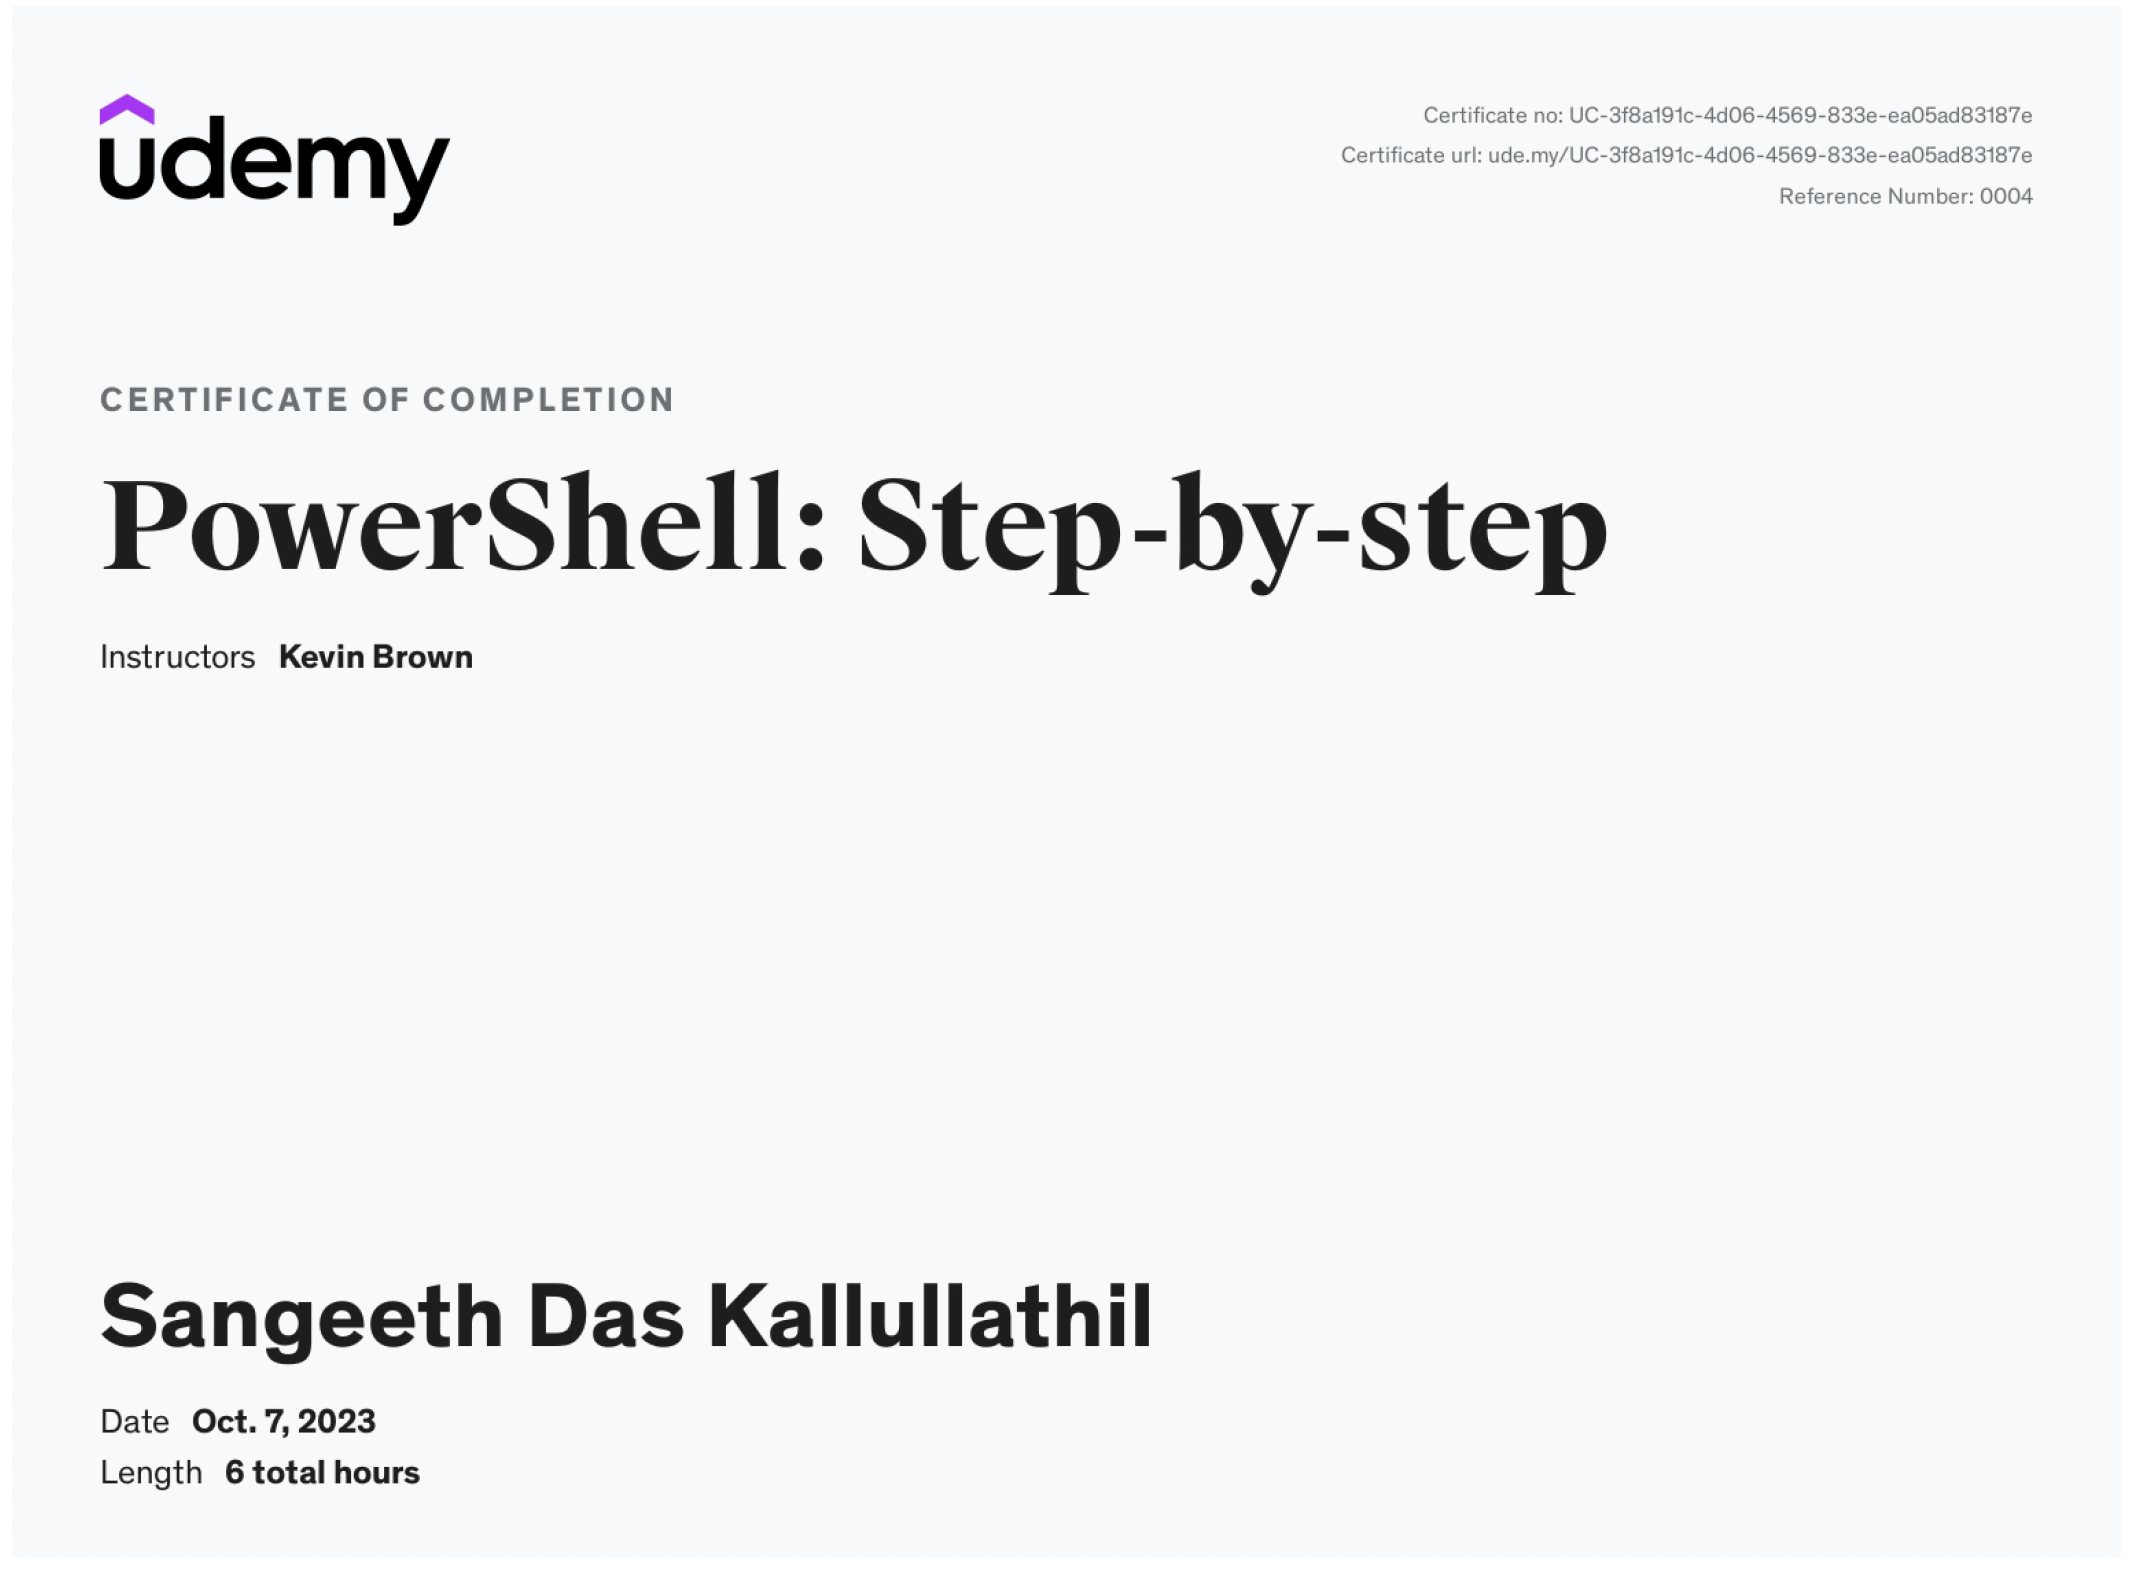 udemy
Certificate no: UC-3f8a191c-4d06-4569-833e-ea05ad83187e
Certificate url: ude.my/UC-3f8a191c-4d06-4569-833e-ea05ad83187e
Reference Number: 0004
CERTIFICATE OF COMPLETION
PowerShell: Step-by-step
Instructors Kevin Brown
Sangeeth Das Kallullathil
Date Oct. 7, 2023
Length 6 total hours